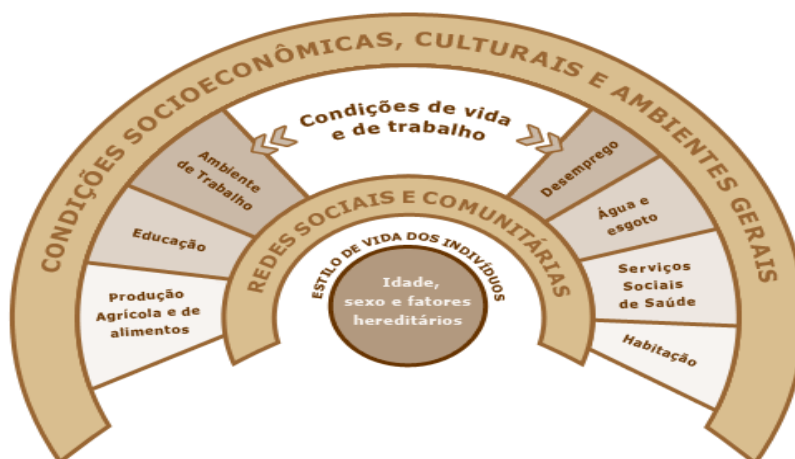 CONDIÇÕES SOCIOECONÔMICAS, CULTURAIS E AMBIENTES GERAIS
Condições de vida
e de trabalho
Ambiente
de Trabalho
Educação
Produção
Agrícola e de
alimentos
Desemprego
Água e
esgoto
Serviços
Sociais
de Saúde
Habitação
REDES SOCIAIS E COMUNITÁRIAS
ESTILO DE VIDA DOS INDIVÍDUOS
Idade,
sexo e fatores
hereditários